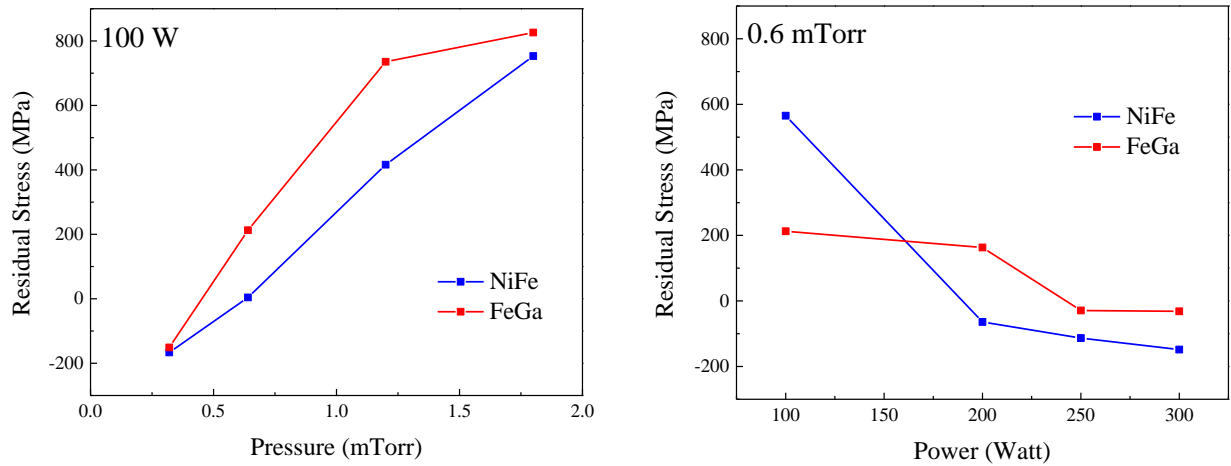 100 W
800
600
400
200
0
-200
Residual Stress (MPa)
NiFe
FeGa
0.0
0.5
1.0
1.5
2.0
Pressure (mTorr)
0.6 mTorr
800
600
400
200
0
-200
Residual Stress (MPa)
NiFe
FeGa
100
150
200
250
300
Power (Watt)